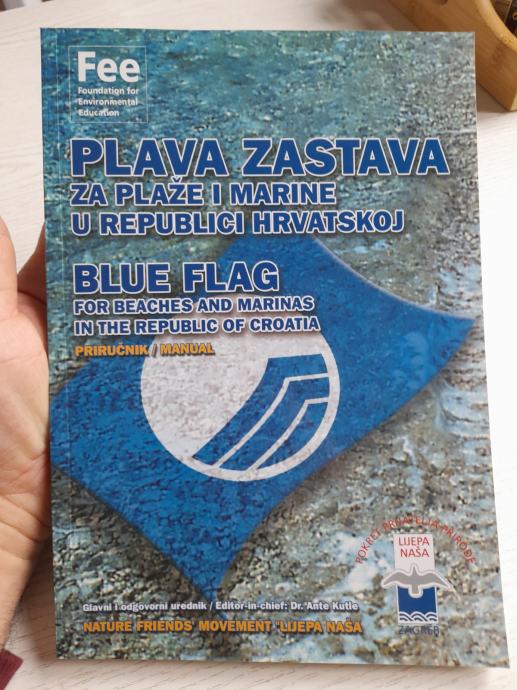 Fee
Foundation for
Environmental
Education
PLAVA ZASTAVA
ZA PLAŽE I MARINE
U REPUBLICI HRVATSKOJ
BLUE FLAG
FOR BEACHES AND MARINAS
IN THE REPUBLIC OF CROATIA
PRIRUČNIK / MANUAL
POKRET PRIJATELJA PRIRODE
LIJEPA
NAŠA
ZAGREB
Glavni i odgovorni urednik / Editor-in-chief: Dr. Ante Kutle
NATURE FRIENDS' MOVEMENT "LIJEPA NAŠA